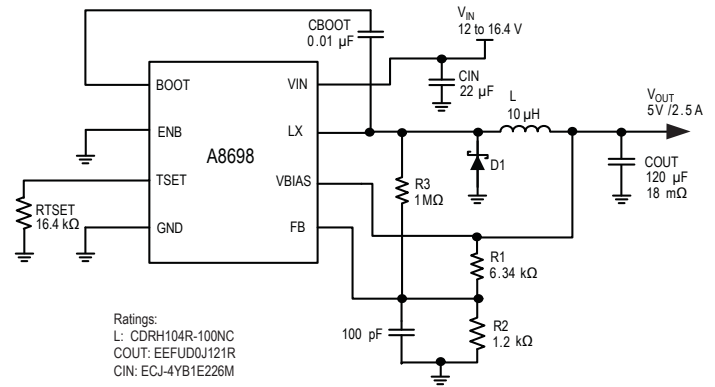 CBOOT
0.01 µF
VIN
12 to 16.4 V
BOOT
VIN
CIN
22 µF
L
10 µH
VOUT
5V /2.5 A
ENB
LX
A8698
D1
COUT
120 µF
18 mΩ
TSET
VBIAS
R3
1MΩ
RTSET
16.4 kΩ
GND
FB
R1
6.34 kΩ
100 pF
R2
1.2 kΩ
Ratings:
L: CDRH104R-100NC
COUT: EEFUD0J121R
CIN: ECJ-4YB1E226M